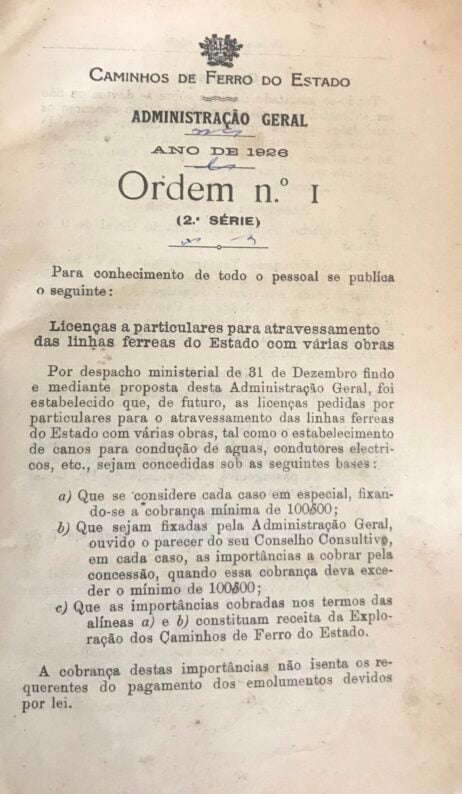 CAMINHOS DE FERRO DO ESTADO
ADMINISTRAÇÃO GERAL
ANO DE 1926
Ordem n.º 1
(2.ª SÉRIE)
Para conhecimento de todo o pessoal se publica
o seguinte:
Licenças a particulares para atravessamento
das linhas ferreas do Estado com várias obras
Por despacho ministerial de 31 de Dezembro findo
e mediante proposta desta Administração Geral, foi
estabelecido que, de futuro, as licenças pedidas por
particulares para o atravessamento das linhas ferreas
do Estado com várias obras, tal como o estabelecimento
de canos para condução de aguas, condutores electri-
cos, etc., sejam concedidas sob as seguintes bases:
a) Que se considere cada caso em especial, fixan-
do-se a cobrança mínima de 100$00;
b) Que sejam fixadas pela Administração Geral,
ouvido o parecer do seu Conselho Consultivo,
em cada caso, as importâncias a cobrar pela
concessão, quando essa cobrança deva exce-
der o mínimo de 100$00;
c) Que as importâncias cobradas nos termos das
alíneas a) e b) constituam receita da Explo-
ração dos Caminhos de Ferro do Estado.
A cobrança destas importâncias não isenta os re-
querentes do pagamento dos emolumentos devidos
por lei.